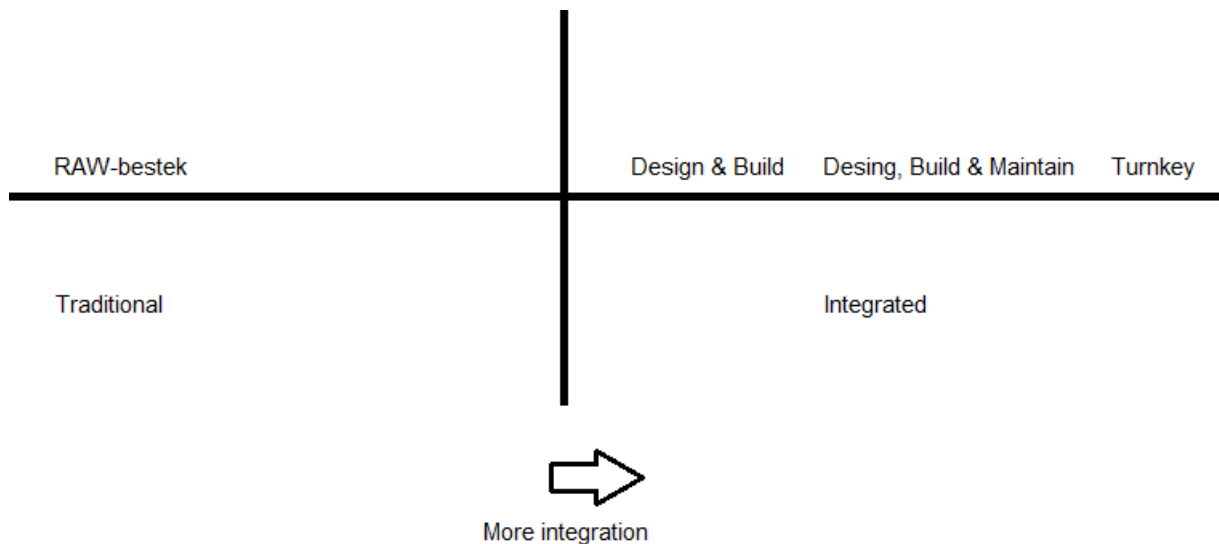 RAW-bestek
Design & Build
Desing, Build & Maintain
Turnkey
Traditional
Integrated
More integration